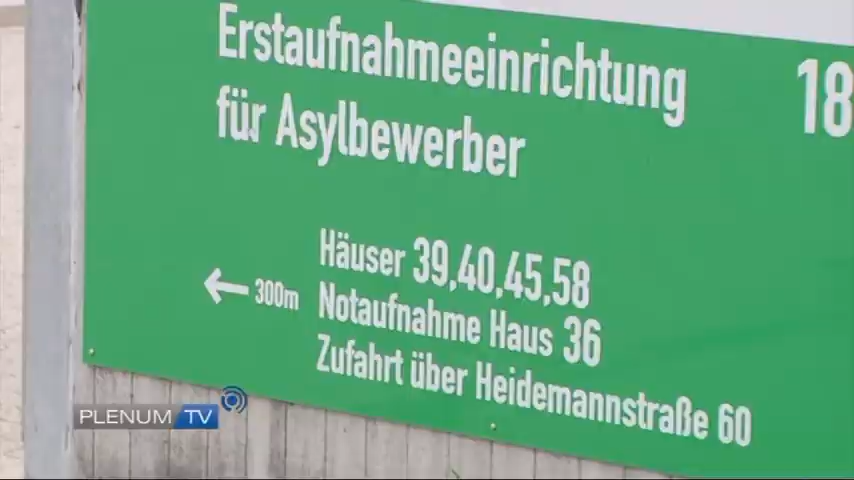 Erstaufnahmeeinrichtung 18
für Asylbewerber
Häuser 39,40,45,58
300m
Notaufnahme Haus 36
Zufahrt über Heidemannstraße 60
PLENUM TV